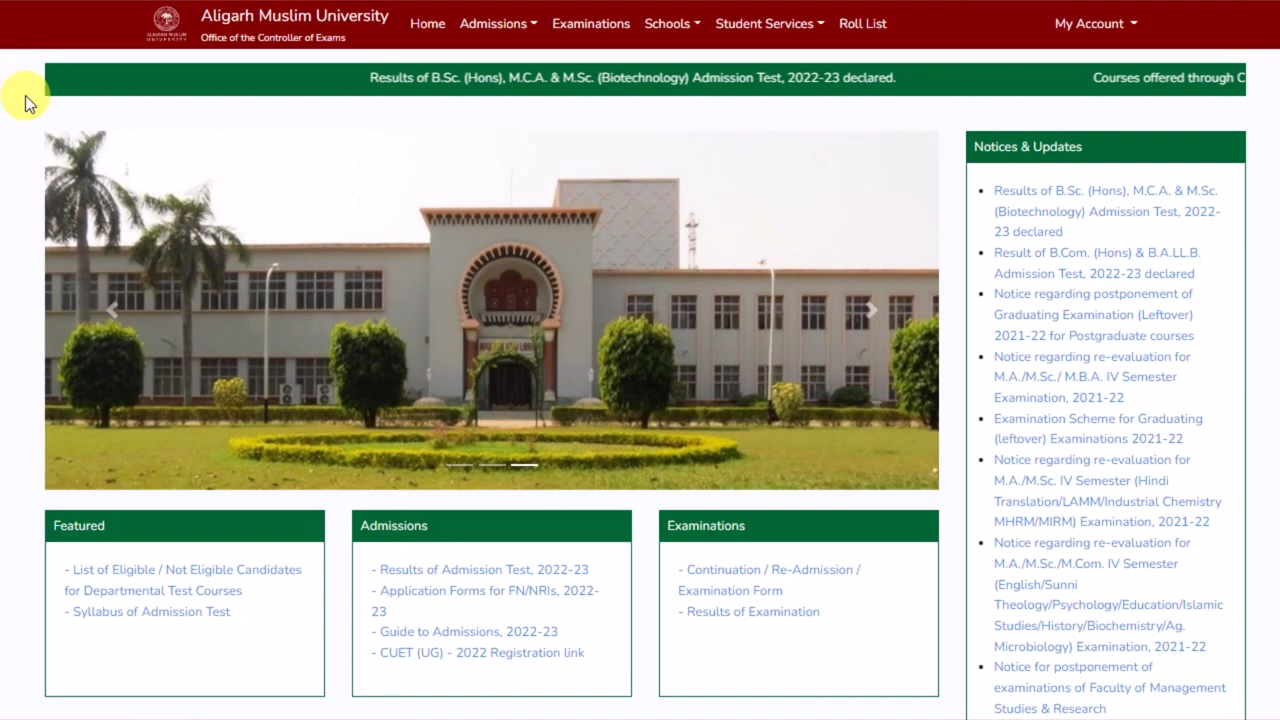 Aligarh Muslim University
Office of the Controller of Exams
Home
Admissions
Examinations
Schools
Student Services
Roll List
My Account
ALIGARH MUSLIM
UNIVERSITY
Results of B.Sc. (Hons), M.C.A. & M.Sc. (Biotechnology) Admission Test, 2022-23 declared.
Courses offered through C
Notices & Updates
Results of B.Sc. (Hons), M.C.A. & M.Sc.
(Biotechnology) Admission Test, 2022-
23 declared
Result of B.Com. (Hons) & B.A.LL.B.
Admission Test, 2022-23 declared
Notice regarding postponement of
Graduating Examination (Leftover)
2021-22 for Postgraduate courses
Notice regarding re-evaluation for
M.A./M.Sc./ M.B.A. IV Semester
Examination, 2021-22
Examination Scheme for Graduating
(leftover) Examinations 2021-22
Notice regarding re-evaluation for
M.A./M.Sc. IV Semester (Hindi
Translation/LAMM/Industrial Chemistry
MHRM/MIRM) Examination, 2021-22
Notice regarding re-evaluation for
M.A./M.Sc./M.Com. IV Semester
(English/Sunni
Theology/Psychology/Education/Islamic
Studies/History/Biochemistry/Ag.
Microbiology) Examination, 2021-22
Notice for postponement of
examinations of Faculty of Management
Studies & Research
Featured
- List of Eligible / Not Eligible Candidates
for Departmental Test Courses
- Syllabus of Admission Test
Admissions
- Results of Admission Test, 2022-23
- Application Forms for FN/NRIs, 2022-
23
- Guide to Admissions, 2022-23
- CUET (UG) - 2022 Registration link
Examinations
- Continuation / Re-Admission /
Examination Form
- Results of Examination